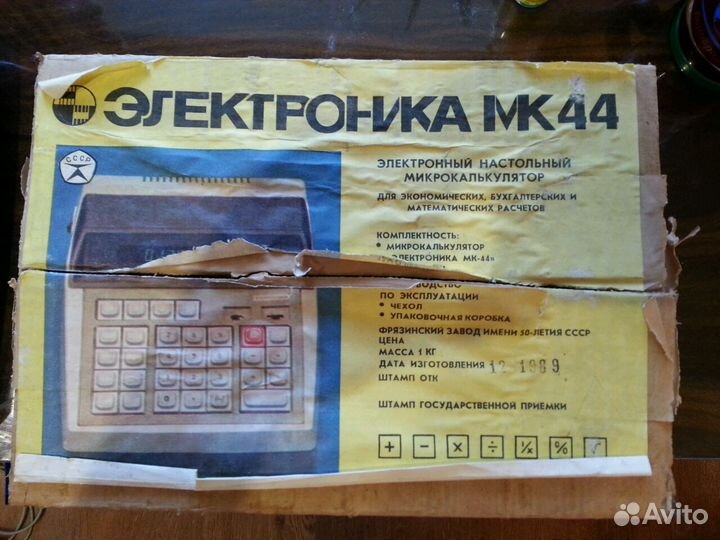 ЭЛЕКТРОНИКА МК44
СССР
ЭЛЕКТРОННЫЙ НАСТОЛЬНЫЙ
МИКРОКАЛЬКУЛЯТОР
ДЛЯ ЭКОНОМИЧЕСКИХ, БУХГАЛТЕРСКИХ И
МАТЕМАТИЧЕСКИХ РАСЧЕТОВ
КОМПЛЕКТНОСТЬ:
• МИКРОКАЛЬКУЛЯТОР
«ЭЛЕКТРОНИКА МК-44»
ПО ЭКСПЛУАТАЦИИ
• ЧЕХОЛ
• УПАКОВОЧНАЯ КОРОБКА
ФРЯЗИНСКИЙ ЗАВОД ИМЕНИ 50-ЛЕТИЯ СССР
ЦЕНА
МАССА 1 КГ
ДАТА ИЗГОТОВЛЕНИЯ 12 1989
ШТАМП ОТК
ШТАМП ГОСУДАРСТВЕННОЙ ПРИЕМКИ
+ − × ÷ 1/x % √
Avito